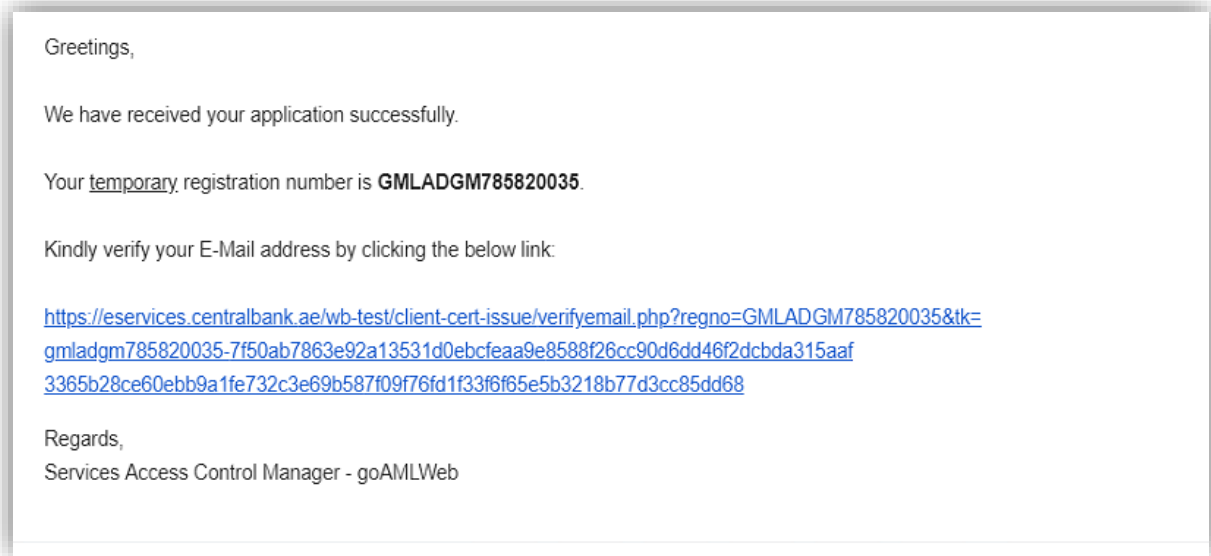 Greetings,
We have received your application successfully.
Your temporary registration number is GMLADGM785820035.
Kindly verify your E-Mail address by clicking the below link:
https://eservices.centralbank.ae/wb-test/client-cert-issue/verifyemail.php?regno=GMLADGM785820035&tk=
gmladgm785820035-7f50ab7863e92a13531d0ebcfeaa9e8588f26cc90d6dd46f2dcbda315aaf
3365b28ce60ebb9a1fe732c3e69b587f09f76fd1f33f6f65e5b3218b77d3cc85dd68
Regards,
Services Access Control Manager - goAMLWeb